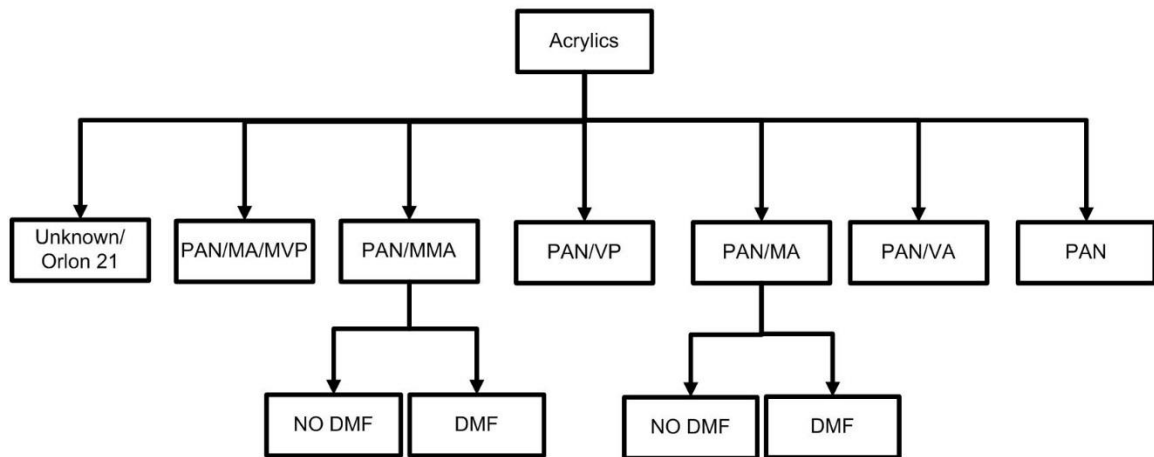 Acrylics
Unknown/
Orlon 21
PAN/MA/MVP
PAN/MMA
PAN/VP
PAN/MA
PAN/VA
PAN
NO DMF
DMF
NO DMF
DMF